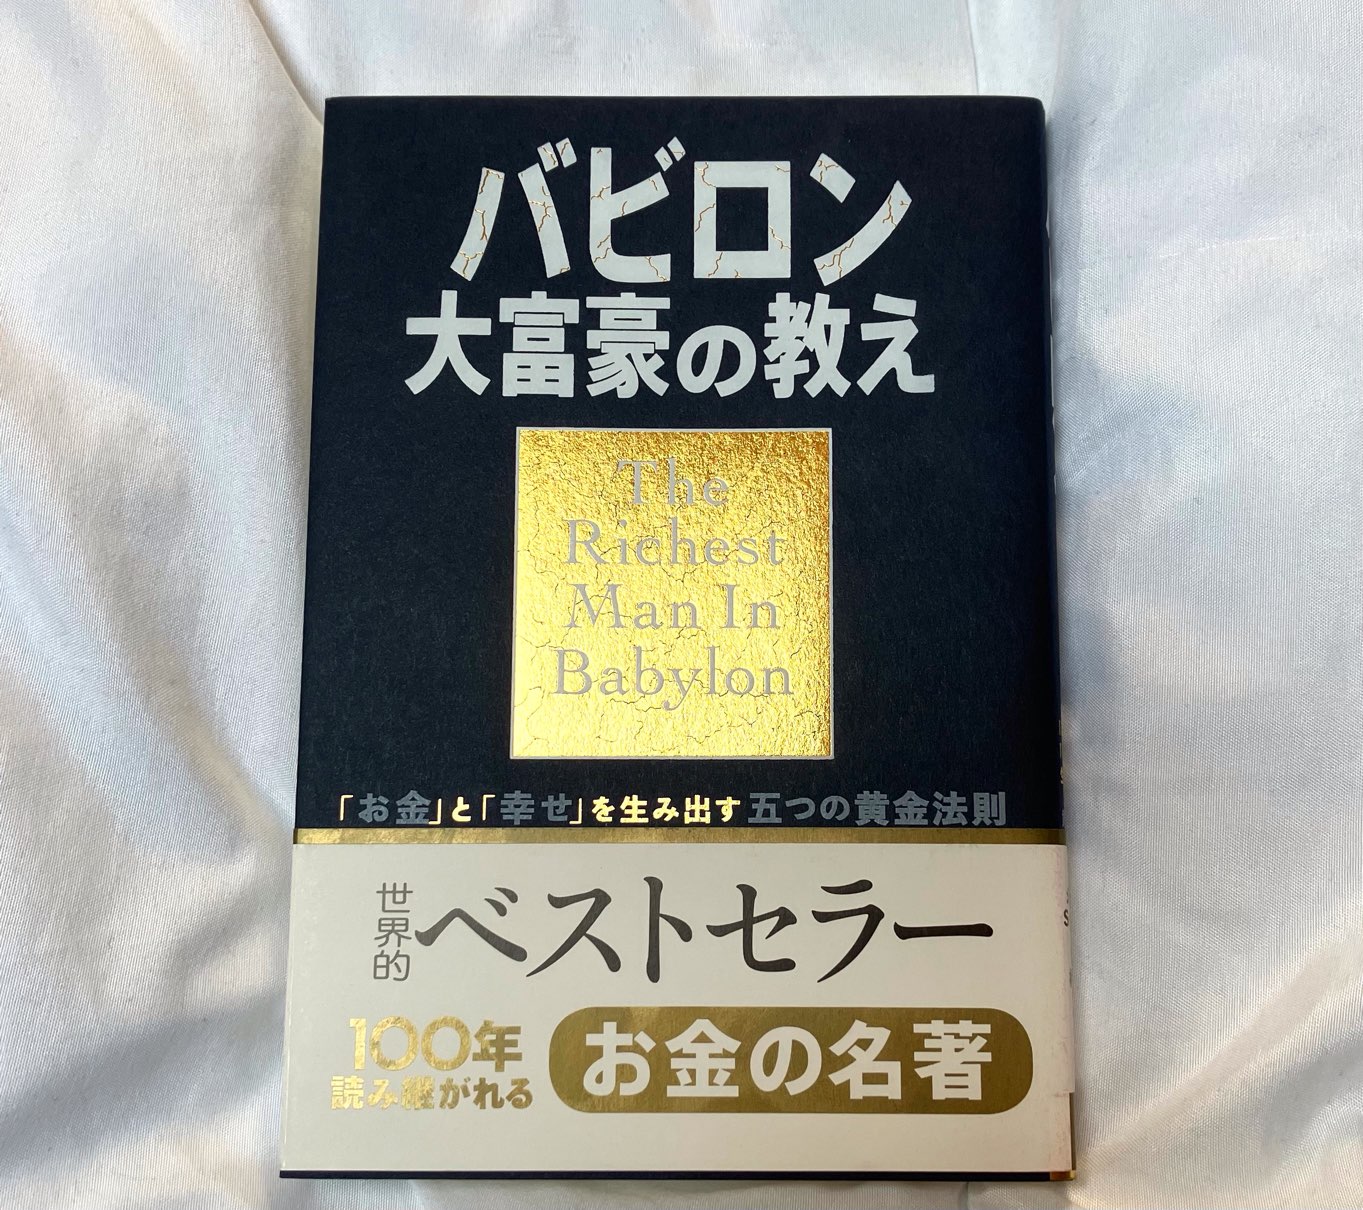 バビロン
大富豪の教え
The
Richest
Man In
Babylon
「お金」と「幸せ」を生み出す五つの黄金法則
世界的ベストセラー
100年
読み継がれる
お金の名著